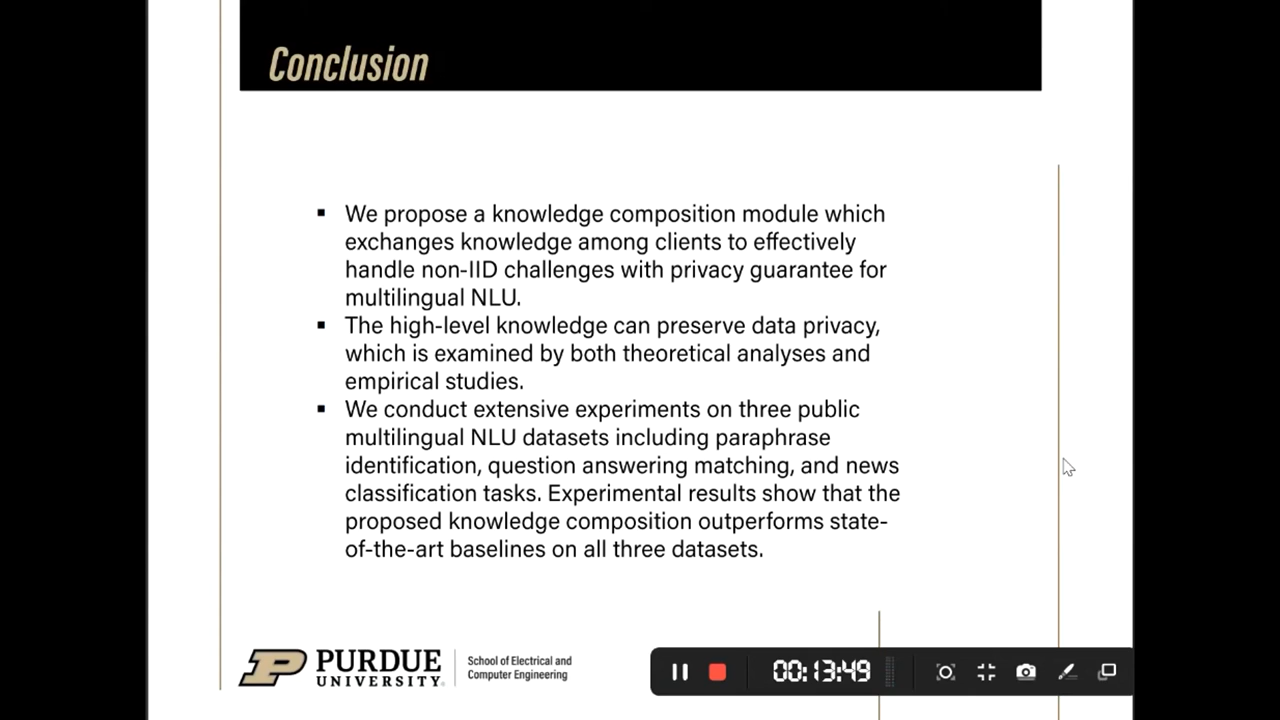 Conclusion
▪ We propose a knowledge composition module which
exchanges knowledge among clients to effectively
handle non-IID challenges with privacy guarantee for
multilingual NLU.
▪ The high-level knowledge can preserve data privacy,
which is examined by both theoretical analyses and
empirical studies.
▪ We conduct extensive experiments on three public
multilingual NLU datasets including paraphrase
identification, question answering matching, and news
classification tasks. Experimental results show that the
proposed knowledge composition outperforms state-
of-the-art baselines on all three datasets.
P PURDUE
UNIVERSITY®
School of Electrical and
Computer Engineering
00:13:49